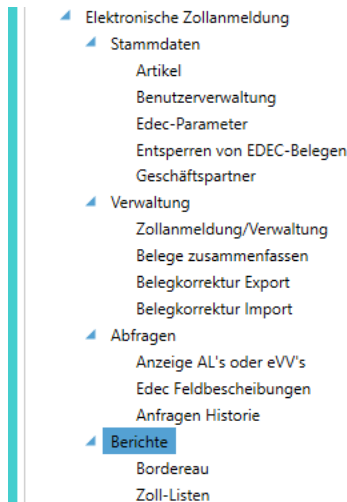 Elektronische Zollanmeldung
Stammdaten
Artikel
Benutzerverwaltung
Edec-Parameter
Entsperren von EDEC-Belegen
Geschäftspartner
Verwaltung
Zollanmeldung/Verwaltung
Belege zusammenfassen
Belegkorrektur Export
Belegkorrektur Import
Abfragen
Anzeige AL's oder eVV's
Edec Feldbescheibungen
Anfragen Historie
Berichte
Bordereau
Zoll-Listen